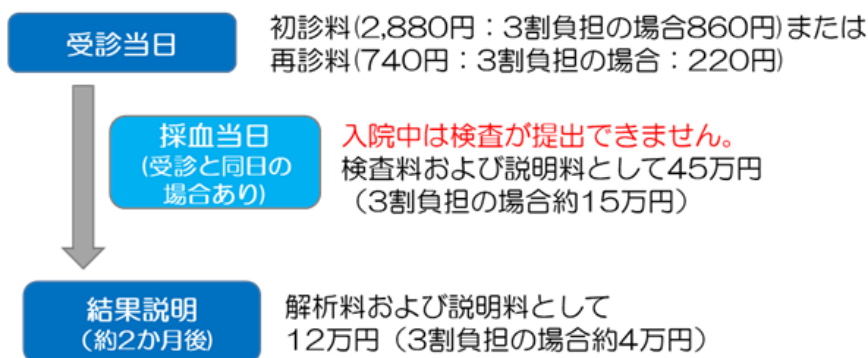 受診当日
初診料(2,880円：3割負担の場合860円)または
再診料(740円：3割負担の場合：220円)
採血当日
(受診と同日の
場合あり)
入院中は検査が提出できません。
検査料および説明料として45万円
（3割負担の場合約15万円）
結果説明
(約2か月後)
解析料および説明料として
12万円（3割負担の場合約4万円）